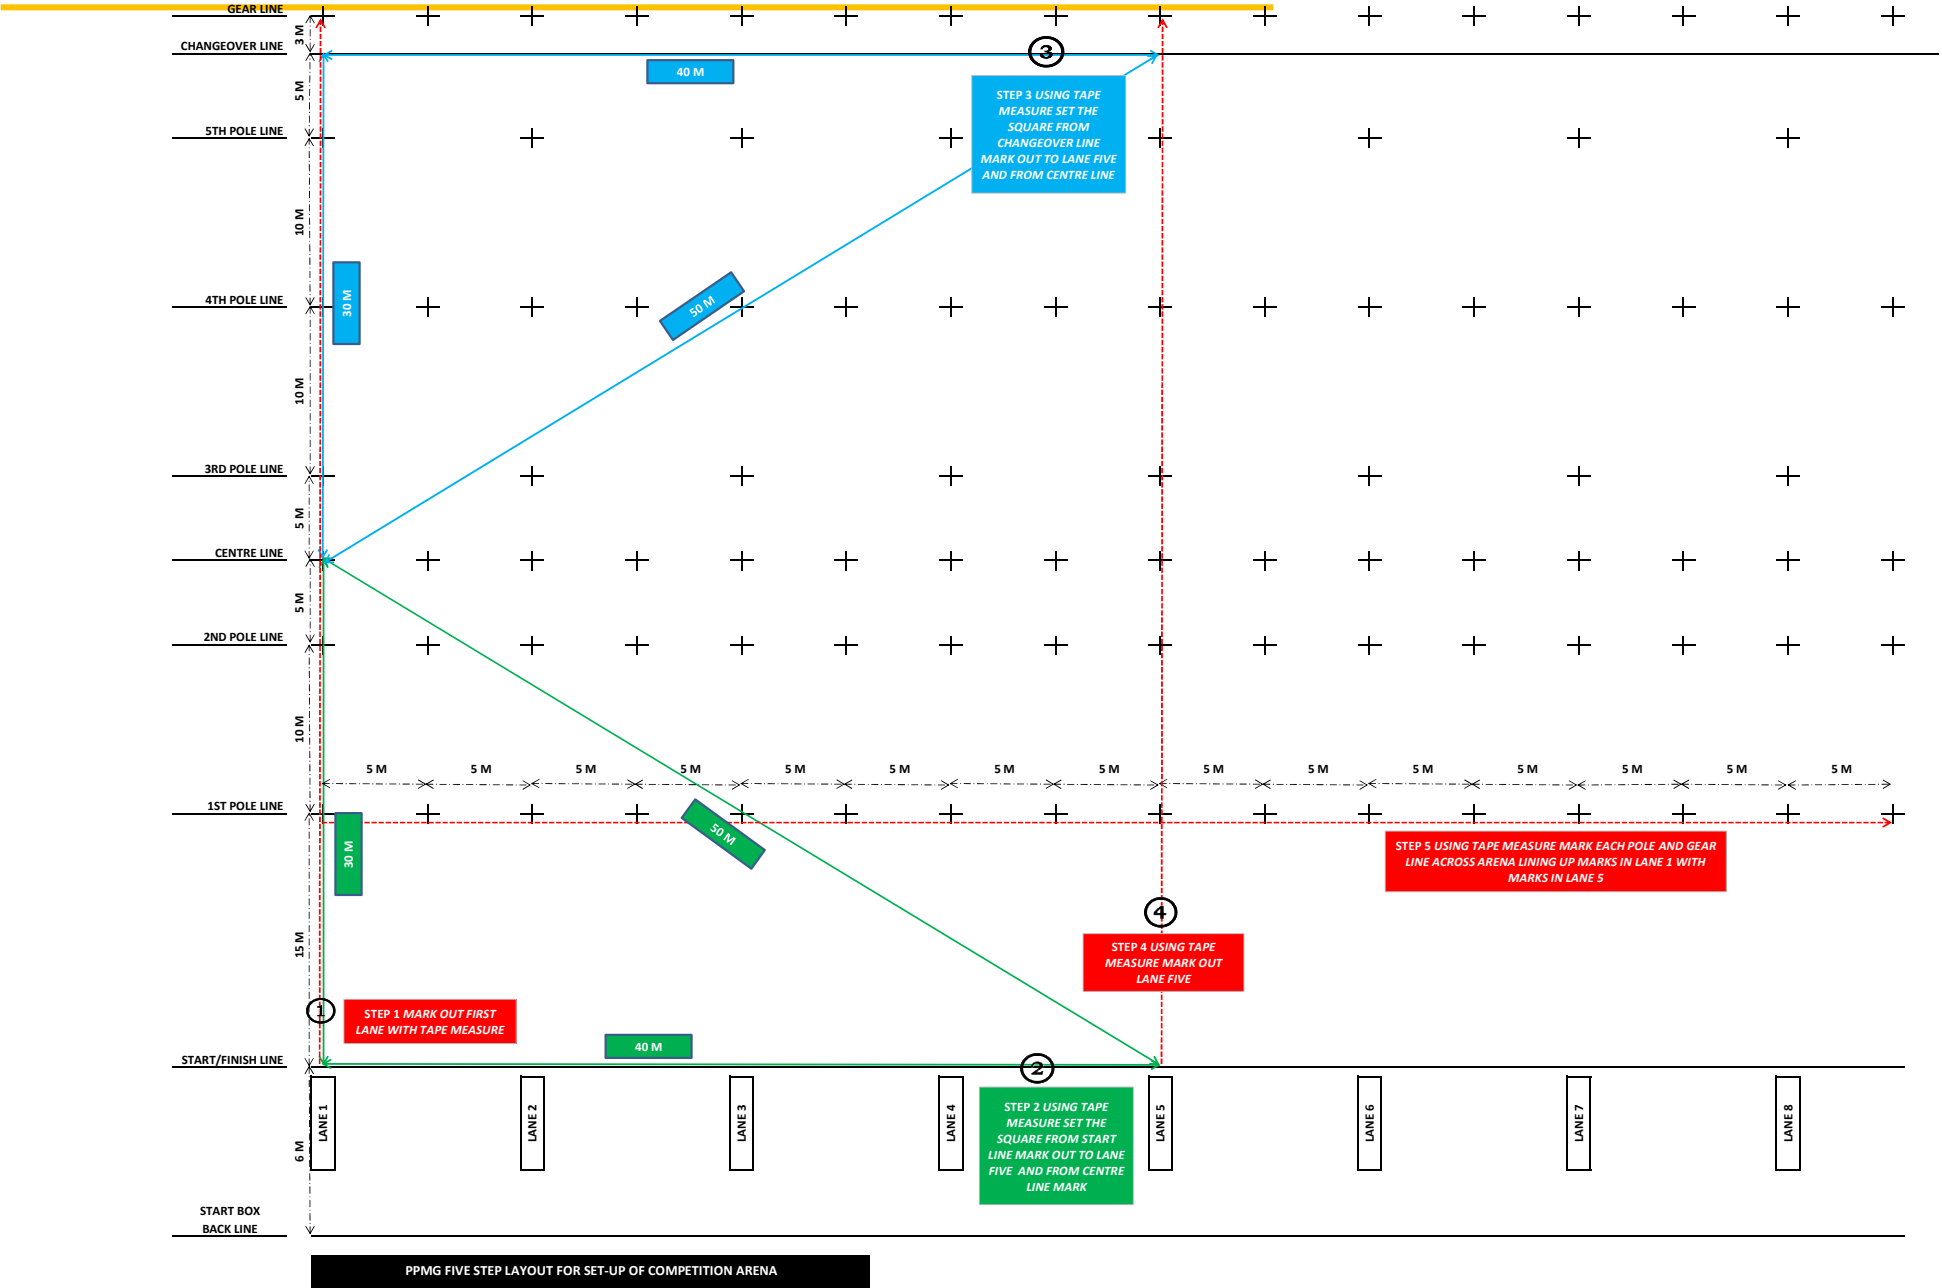 GEAR LINE
3 M
CHANGEOVER LINE
3
40 M
5 M
STEP 3 USING TAPE
MEASURE SET THE
SQUARE FROM
CHANGEOVER LINE
MARK OUT TO LANE FIVE
AND FROM CENTRE LINE
5TH POLE LINE
10 M
4TH POLE LINE
30 M
50 M
10 M
3RD POLE LINE
5 M
CENTRE LINE
5 M
2ND POLE LINE
10 M
5 M 5 M 5 M 5 M 5 M 5 M 5 M 5 M 5 M 5 M 5 M 5 M 5 M 5 M 5 M
1ST POLE LINE
30 M
50 M
STEP 5 USING TAPE MEASURE MARK EACH POLE AND GEAR
LINE ACROSS ARENA LINING UP MARKS IN LANE 1 WITH
MARKS IN LANE 5
15 M
4
STEP 4 USING TAPE
MEASURE MARK OUT
LANE FIVE
1
STEP 1 MARK OUT FIRST
LANE WITH TAPE MEASURE
40 M
START/FINISH LINE
2
LANE 1
LANE 2
LANE 3
LANE 4
LANE 5
LANE 6
LANE 7
LANE 8
STEP 2 USING TAPE
MEASURE SET THE
SQUARE FROM START
LINE MARK OUT TO LANE
FIVE AND FROM CENTRE
LINE MARK
6 M
START BOX
BACK LINE
PPMG FIVE STEP LAYOUT FOR SET-UP OF COMPETITION ARENA